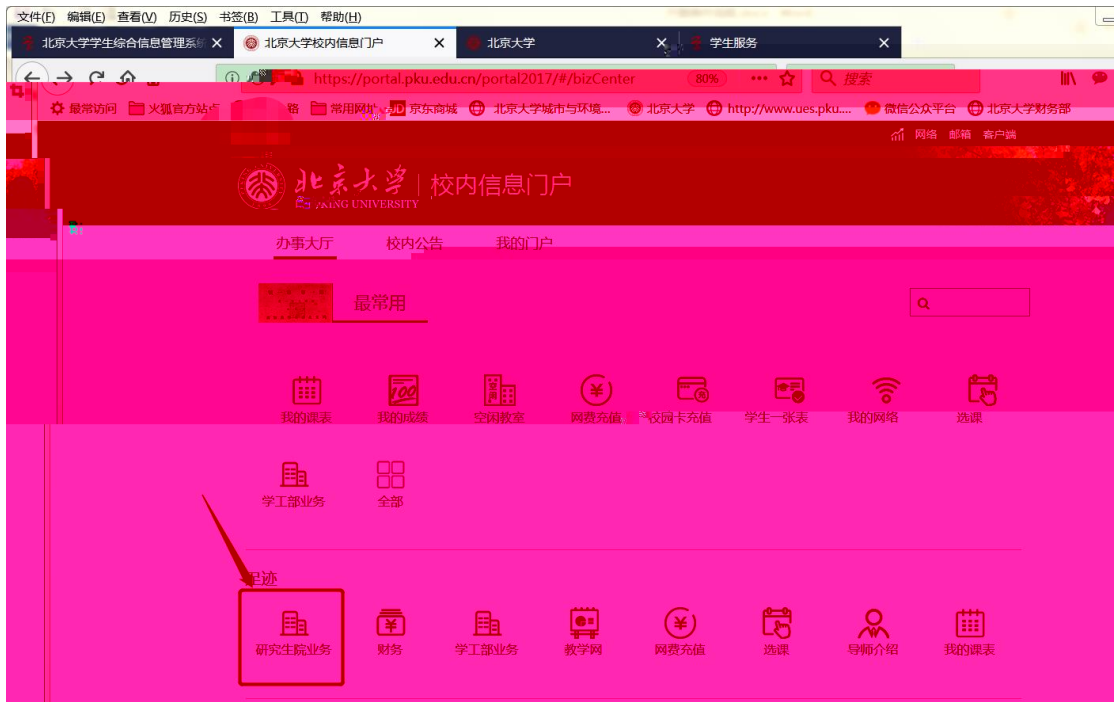 文件(F) 编辑(E) 查看(V) 历史(S) 书签(B) 工具(T) 帮助(H)
北京大学学生综合信息管理系统 北京大学校内信息门户 北京大学 学生服务
https://portal.pku.edu.cn/portal2017/#/bizCenter 80% 搜索
最常访问 火狐官方站点 常用网址 JD 京东商城 北京大学城市与环境... 北京大学 http://www.ues.pku.... 微信公众平台 北京大学财务部
网络 邮箱 客户端
北京大学 校内信息门户
PEKING UNIVERSITY
办事大厅 校内公告 我的门户
最常用
我的课表 我的成绩 空闲教室 网费充值 校园卡充值 学生一张表 我的网络 选课
学工部业务 全部
足迹
研究生院业务 财务 学工部业务 教学网 网费充值 选课 导师介绍 我的课表